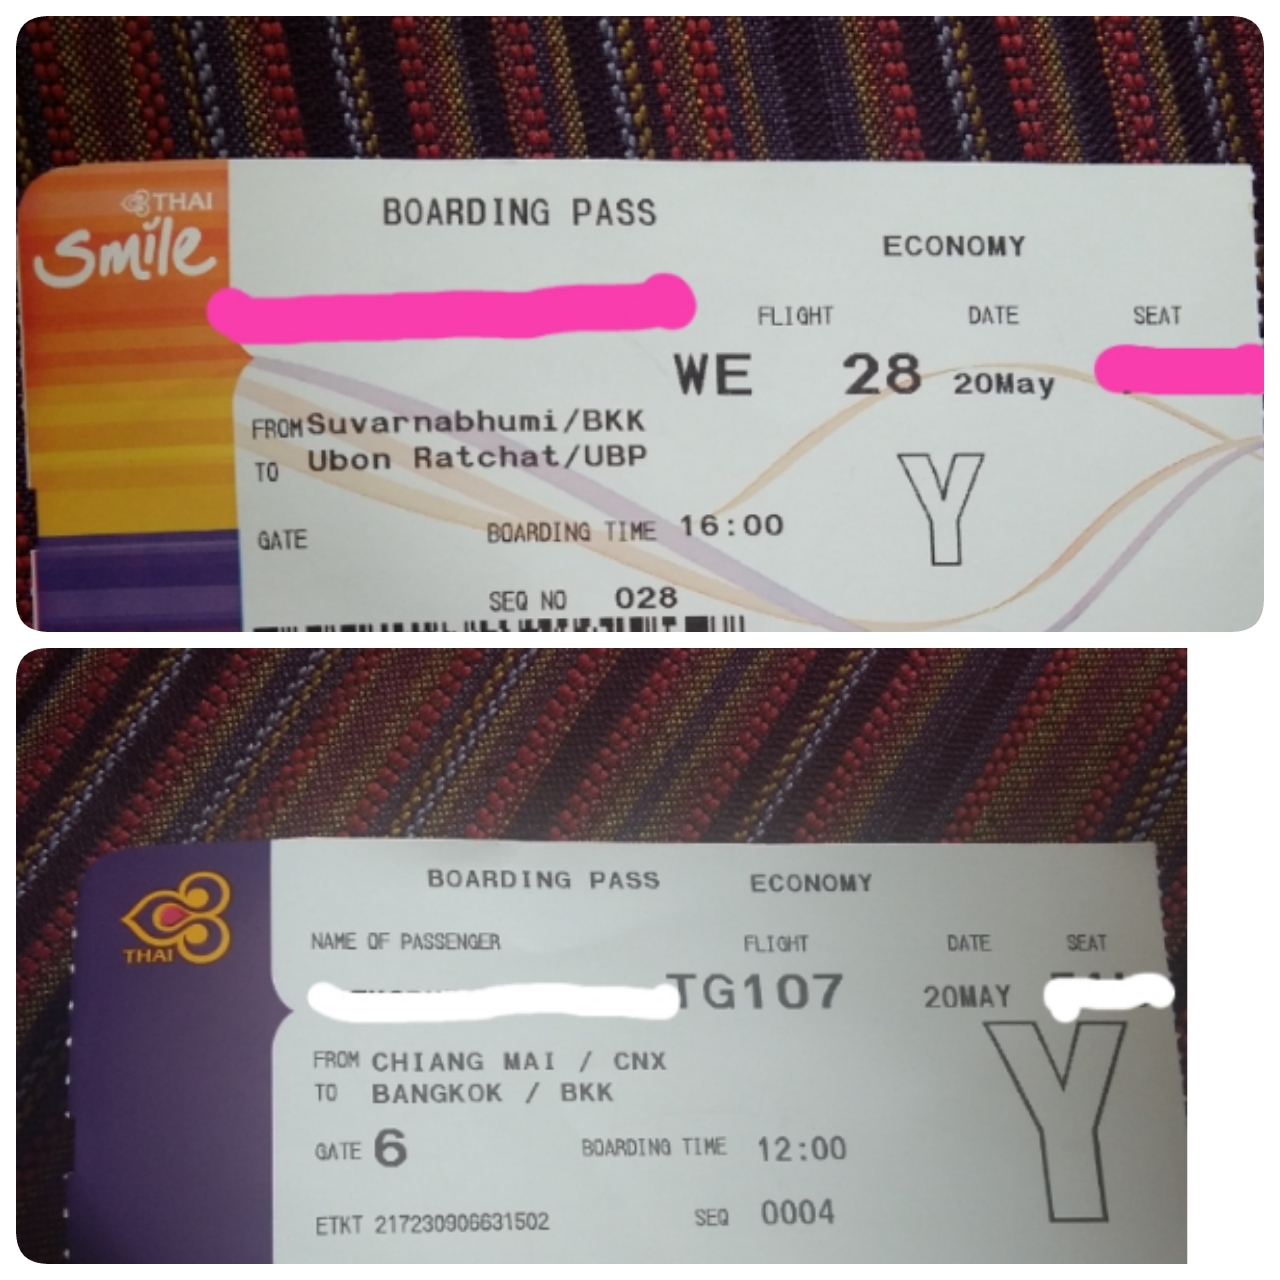 THAI
Smile
BOARDING PASS
ECONOMY
FLIGHT DATE SEAT
WE 28 20May
FROM Suvarnabhumi/BKK
TO Ubon Ratchat/UBP
Y
GATE BOARDING TIME 16:00
SEQ NO 028
THAI
BOARDING PASS ECONOMY
NAME OF PASSENGER FLIGHT DATE SEAT
TG107 20MAY
Y
FROM CHIANG MAI / CNX
TO BANGKOK / BKK
GATE 6 BOARDING TIME 12:00
ETKT 217230906631502 SEQ 0004